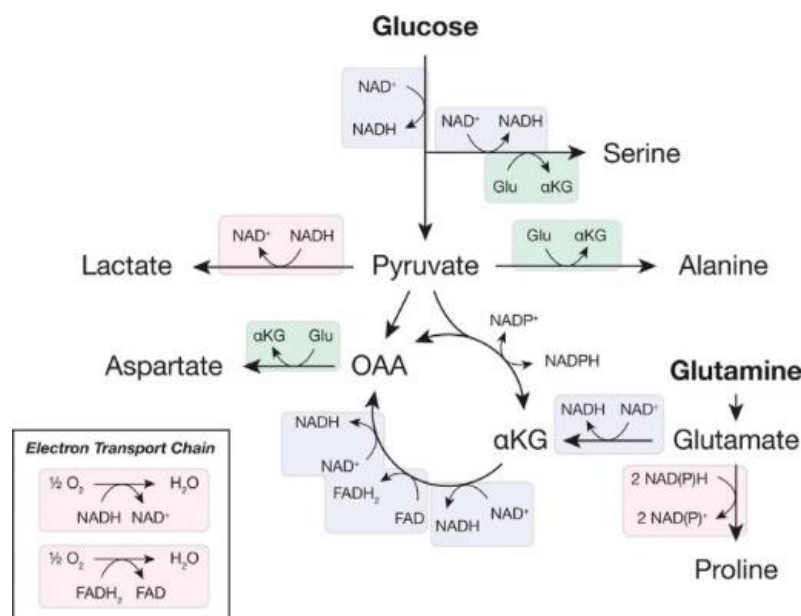 Glucose
NAD⁺
NADH
NAD⁺ NADH
Serine
Glu αKG
NAD⁺ NADH
Glu αKG
Lactate
Pyruvate
Alanine
αKG Glu
NADP⁺
NADPH
Aspartate
OAA
Glutamine
NADH
NADH NAD⁺
αKG
Glutamate
NAD⁺
FADH₂
FAD
NADH
NAD⁺
2 NAD(P)H
2 NAD(P)⁺
Proline
Electron Transport Chain
½ O₂ H₂O
NADH NAD⁺
½ O₂ H₂O
FADH₂ FAD